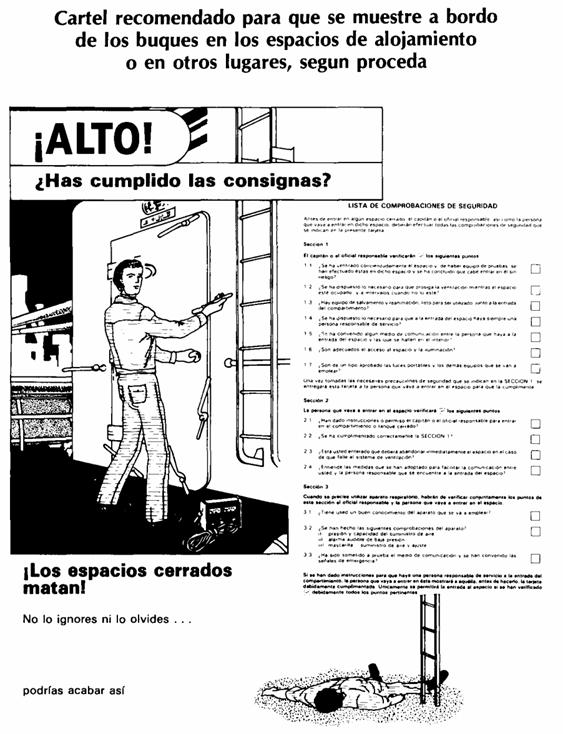 Cartel recomendado para que se muestre a bordo
de los buques en los espacios de alojamiento
o en otros lugares, segun proceda
¡ALTO!
¿Has cumplido las consignas?
LISTA DE COMPROBACIONES DE SEGURIDAD
Antes de entrar en algun espacio cerrado, el capitán o el oficial responsable, así como la persona
que vaya a entrar en dicho espacio, deberán efectuar todas las comprobaciones de seguridad que
se indican en la presente tarjeta
Sección 1
El capitán o el oficial responsable verificarán los siguientes puntos
1.1 ¿Se ha ventilado convenientemente el espacio y, de haber equipo de pruebas, se
han efectuado éstas en dicho espacio y se ha concluido que cabe entrar en él sin
riesgo?
1.2 ¿Se ha dispuesto lo necesario para que prosiga la ventilación mientras el espacio
esté ocupado y a intervalos cuando no lo esté?
1.3 ¿Hay equipo de salvamento y reanimación, listo para ser utilizado, junto a la entrada
del compartimiento?
1.4 ¿Se ha dispuesto lo necesario para que a la entrada del espacio haya siempre una
persona responsable de servicio?
1.5 ¿Se ha convenido algun medio de comunicación entre la persona que haya a la
entrada del espacio y las que se hallen en el interior?
1.6 ¿Son adecuados el acceso al espacio y la iluminación?
1.7 ¿Son de un tipo aprobado las luces portátiles y los demás equipos que se van a
emplear?
Una vez tomadas las necesarias precauciones de seguridad que se indican en la SECCION 1, se
entregará esta tarjeta a la persona que vaya a entrar en el espacio para que la cumplimente
Sección 2
La persona que vaya a entrar en el espacio verificará los siguientes puntos
2.1 ¿Han dado instrucciones o permiso el capitán o el oficial responsable para entrar
en el compartimiento o tanque cerrado?
2.2 ¿Se ha cumplimentado correctamente la SECCION 1?
2.3 ¿Está usted enterado que deberá abandonar inmediatamente el espacio en el caso
de que falle el sistema de ventilación?
2.4 ¿Entiende las medidas que se han adoptado para facilitar la comunicación entre
usted y la persona responsable que se encuentre a la entrada del espacio?
Sección 3
Cuando se precise utilizar aparato respiratorio, habrán de verificar conjuntamente los puntos de
esta sección el oficial responsable y la persona que vaya a entrar en el espacio.
3.1 ¿Tiene usted un buen conocimiento del aparato que se va a emplear?
3.2 ¿Se han hecho las siguientes comprobaciones del aparato?
i) presión y capacidad del suministro de aire
ii) alarma audible de baja presión
iii) mascarilla: suministro de aire y ajuste
3.3 ¿Ha sido sometido a prueba el medio de comunicación y se han convenido las
señales de emergencia?
Si se han dado instrucciones para que haya una persona responsable de servicio a la entrada del
compartimiento, la persona que vaya a entrar en éste mostrará a aquélla, antes de hacerlo, la tarjeta
debidamente cumplimentada. Unicamente se permitirá la entrada al espacio si se han verificado
debidamente todos los puntos pertinentes
¡Los espacios cerrados
matan!
No lo ignores ni lo olvides . . .
podrías acabar así